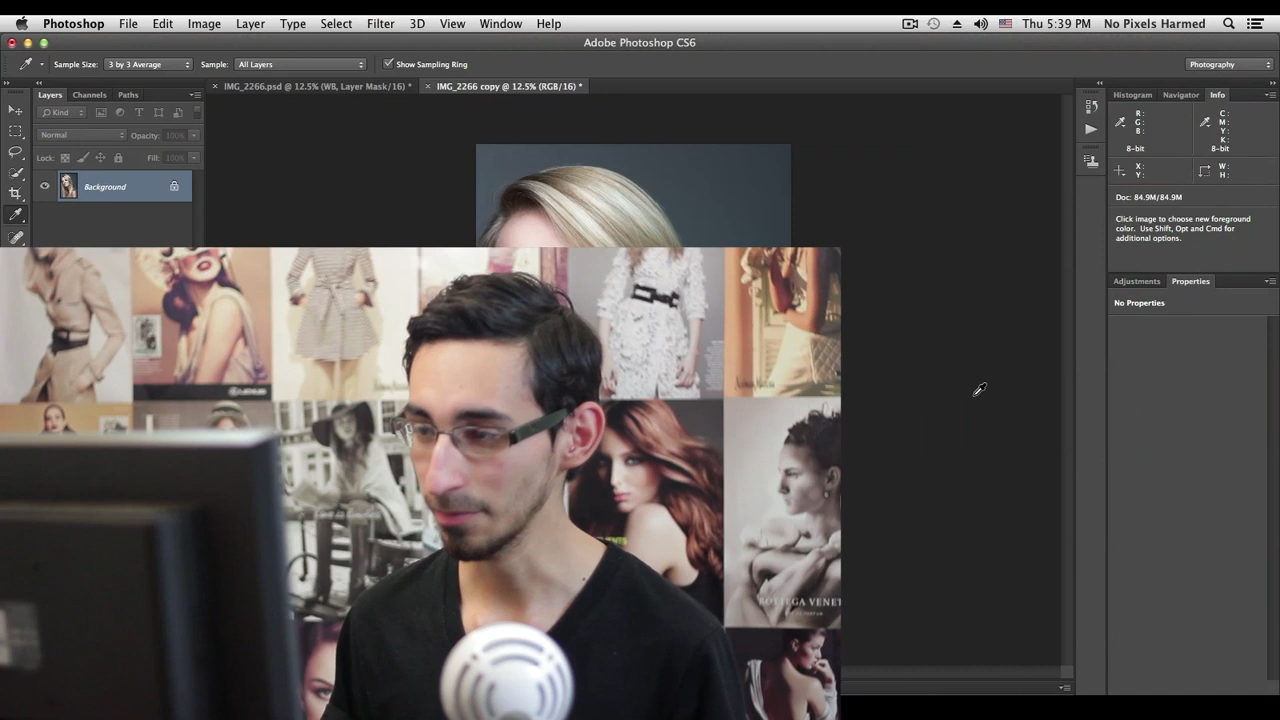 Photoshop File Edit Image Layer Type Select Filter 3D View Window Help Thu 5:39 PM No Pixels Harmed
Adobe Photoshop CS6
Sample Size: 3 by 3 Average Sample: All Layers Show Sampling Ring Photography
IMG_2266.psd @ 12.5% (WB, Layer Mask/16) * IMG_2266 copy @ 12.5% (RGB/16) *
Layers Channels Paths
Histogram Navigator Info
Kind
Normal Opacity: 100%
Lock: Fill: 100%
Background
R: C:
G: M:
B: Y:
K:
8-bit 8-bit
X: W:
Y: H:
Doc: 84.9M/84.9M
Click image to choose new foreground
color. Use Shift, Opt and Cmd for
additional options.
Adjustments Properties
No Properties
Neiman Marcus
BOTTEGA VENET